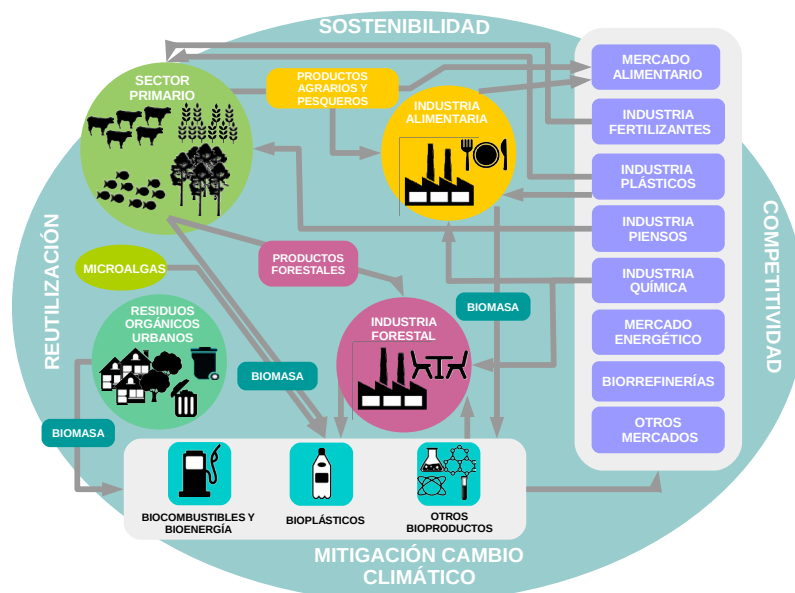 SOSTENIBILIDAD
SECTOR
PRIMARIO
PRODUCTOS
AGRARIOS Y
PESQUEROS
INDUSTRIA
ALIMENTARIA
MERCADO
ALIMENTARIO
INDUSTRIA
FERTILIZANTES
INDUSTRIA
PLÁSTICOS
INDUSTRIA
PIENSOS
INDUSTRIA
QUÍMICA
MERCADO
ENERGÉTICO
BIORREFINERÍAS
OTROS
MERCADOS
COMPETITIVIDAD
REUTILIZACIÓN
MICROALGAS
PRODUCTOS
FORESTALES
BIOMASA
RESIDUOS
ORGÁNICOS
URBANOS
INDUSTRIA
FORESTAL
BIOMASA
BIOMASA
BIOCOMBUSTIBLES Y
BIOENERGÍA
BIOPLÁSTICOS
OTROS
BIOPRODUCTOS
MITIGACIÓN CAMBIO
CLIMÁTICO